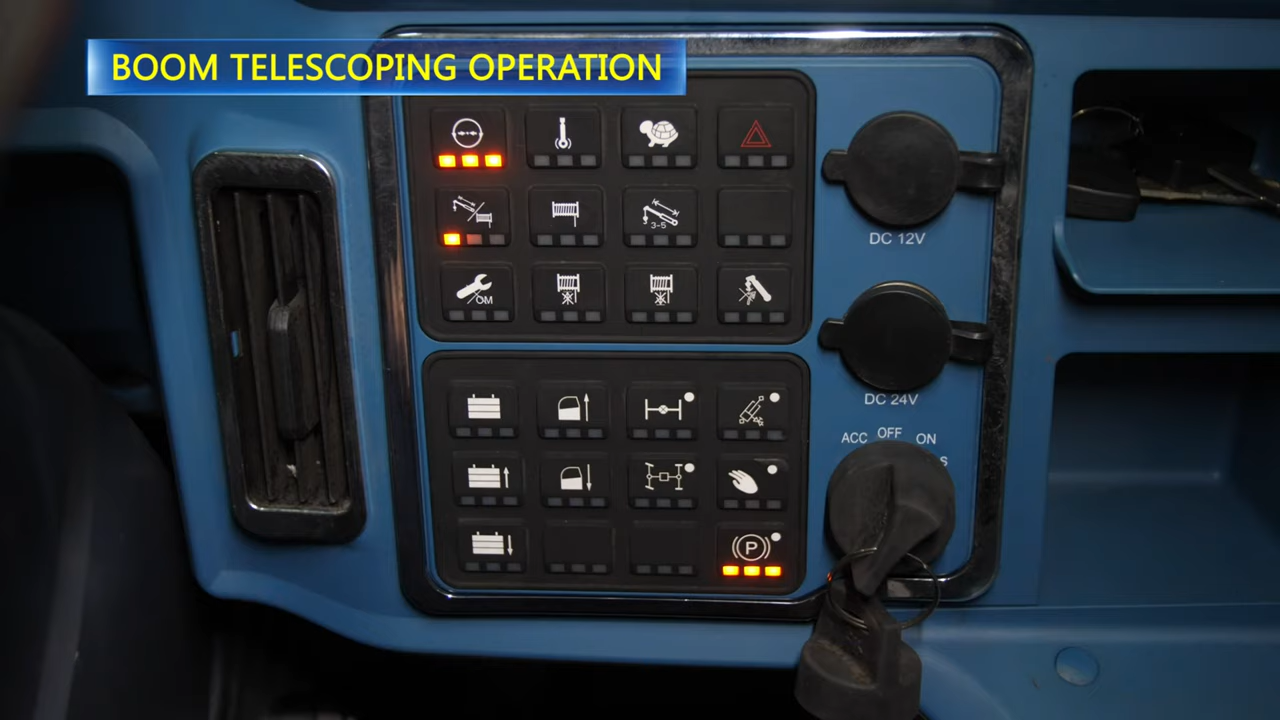 BOOM TELESCOPING OPERATION
3-5
OM
DC 12V
DC 24V
OFF
ACC
ON
S
P